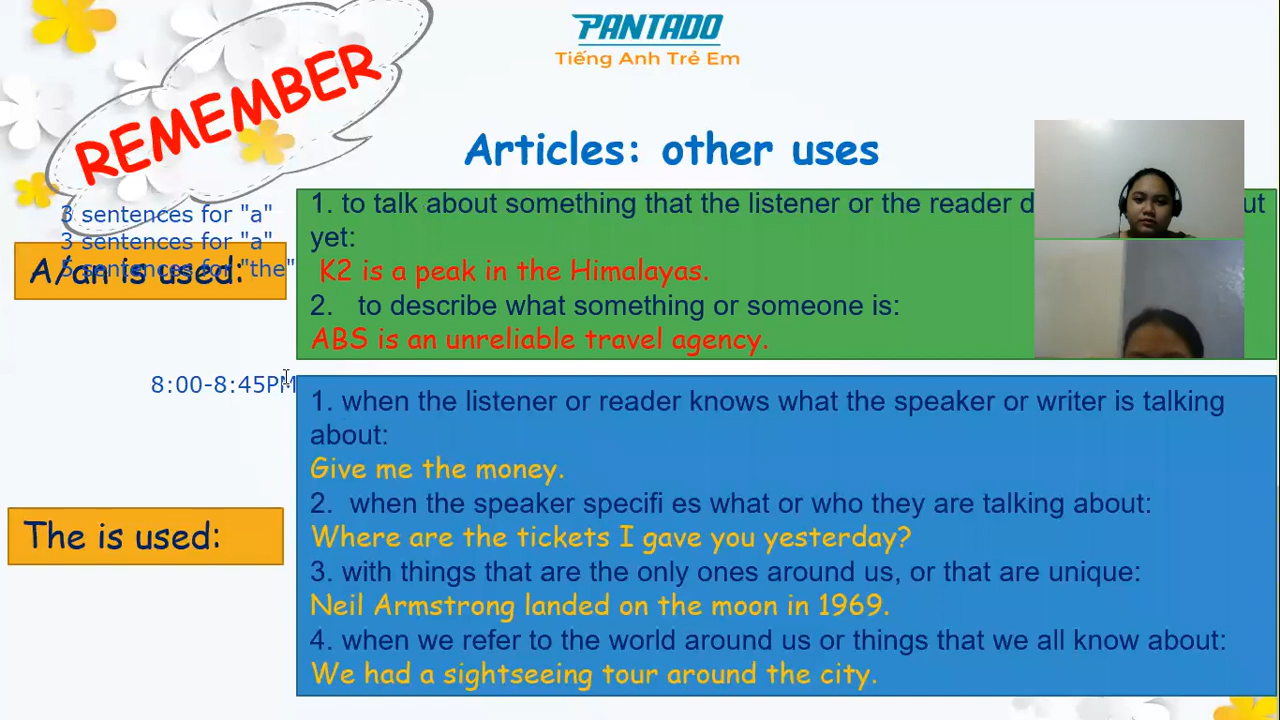 PANTADO
Tiếng Anh Trẻ Em
REMEMBER
Articles: other uses
3 sentences for "a"
3 sentences for "a"
5 sentences for "the"
A/an is used:
1. to talk about something that the listener or the reader
yet:
K2 is a peak in the Himalayas.
2. to describe what something or someone is:
ABS is an unreliable travel agency.
8:00-8:45PM
1. when the listener or reader knows what the speaker or writer is talking
about:
Give me the money.
2. when the speaker specifi es what or who they are talking about:
Where are the tickets I gave you yesterday?
The is used:
3. with things that are the only ones around us, or that are unique:
Neil Armstrong landed on the moon in 1969.
4. when we refer to the world around us or things that we all know about:
We had a sightseeing tour around the city.